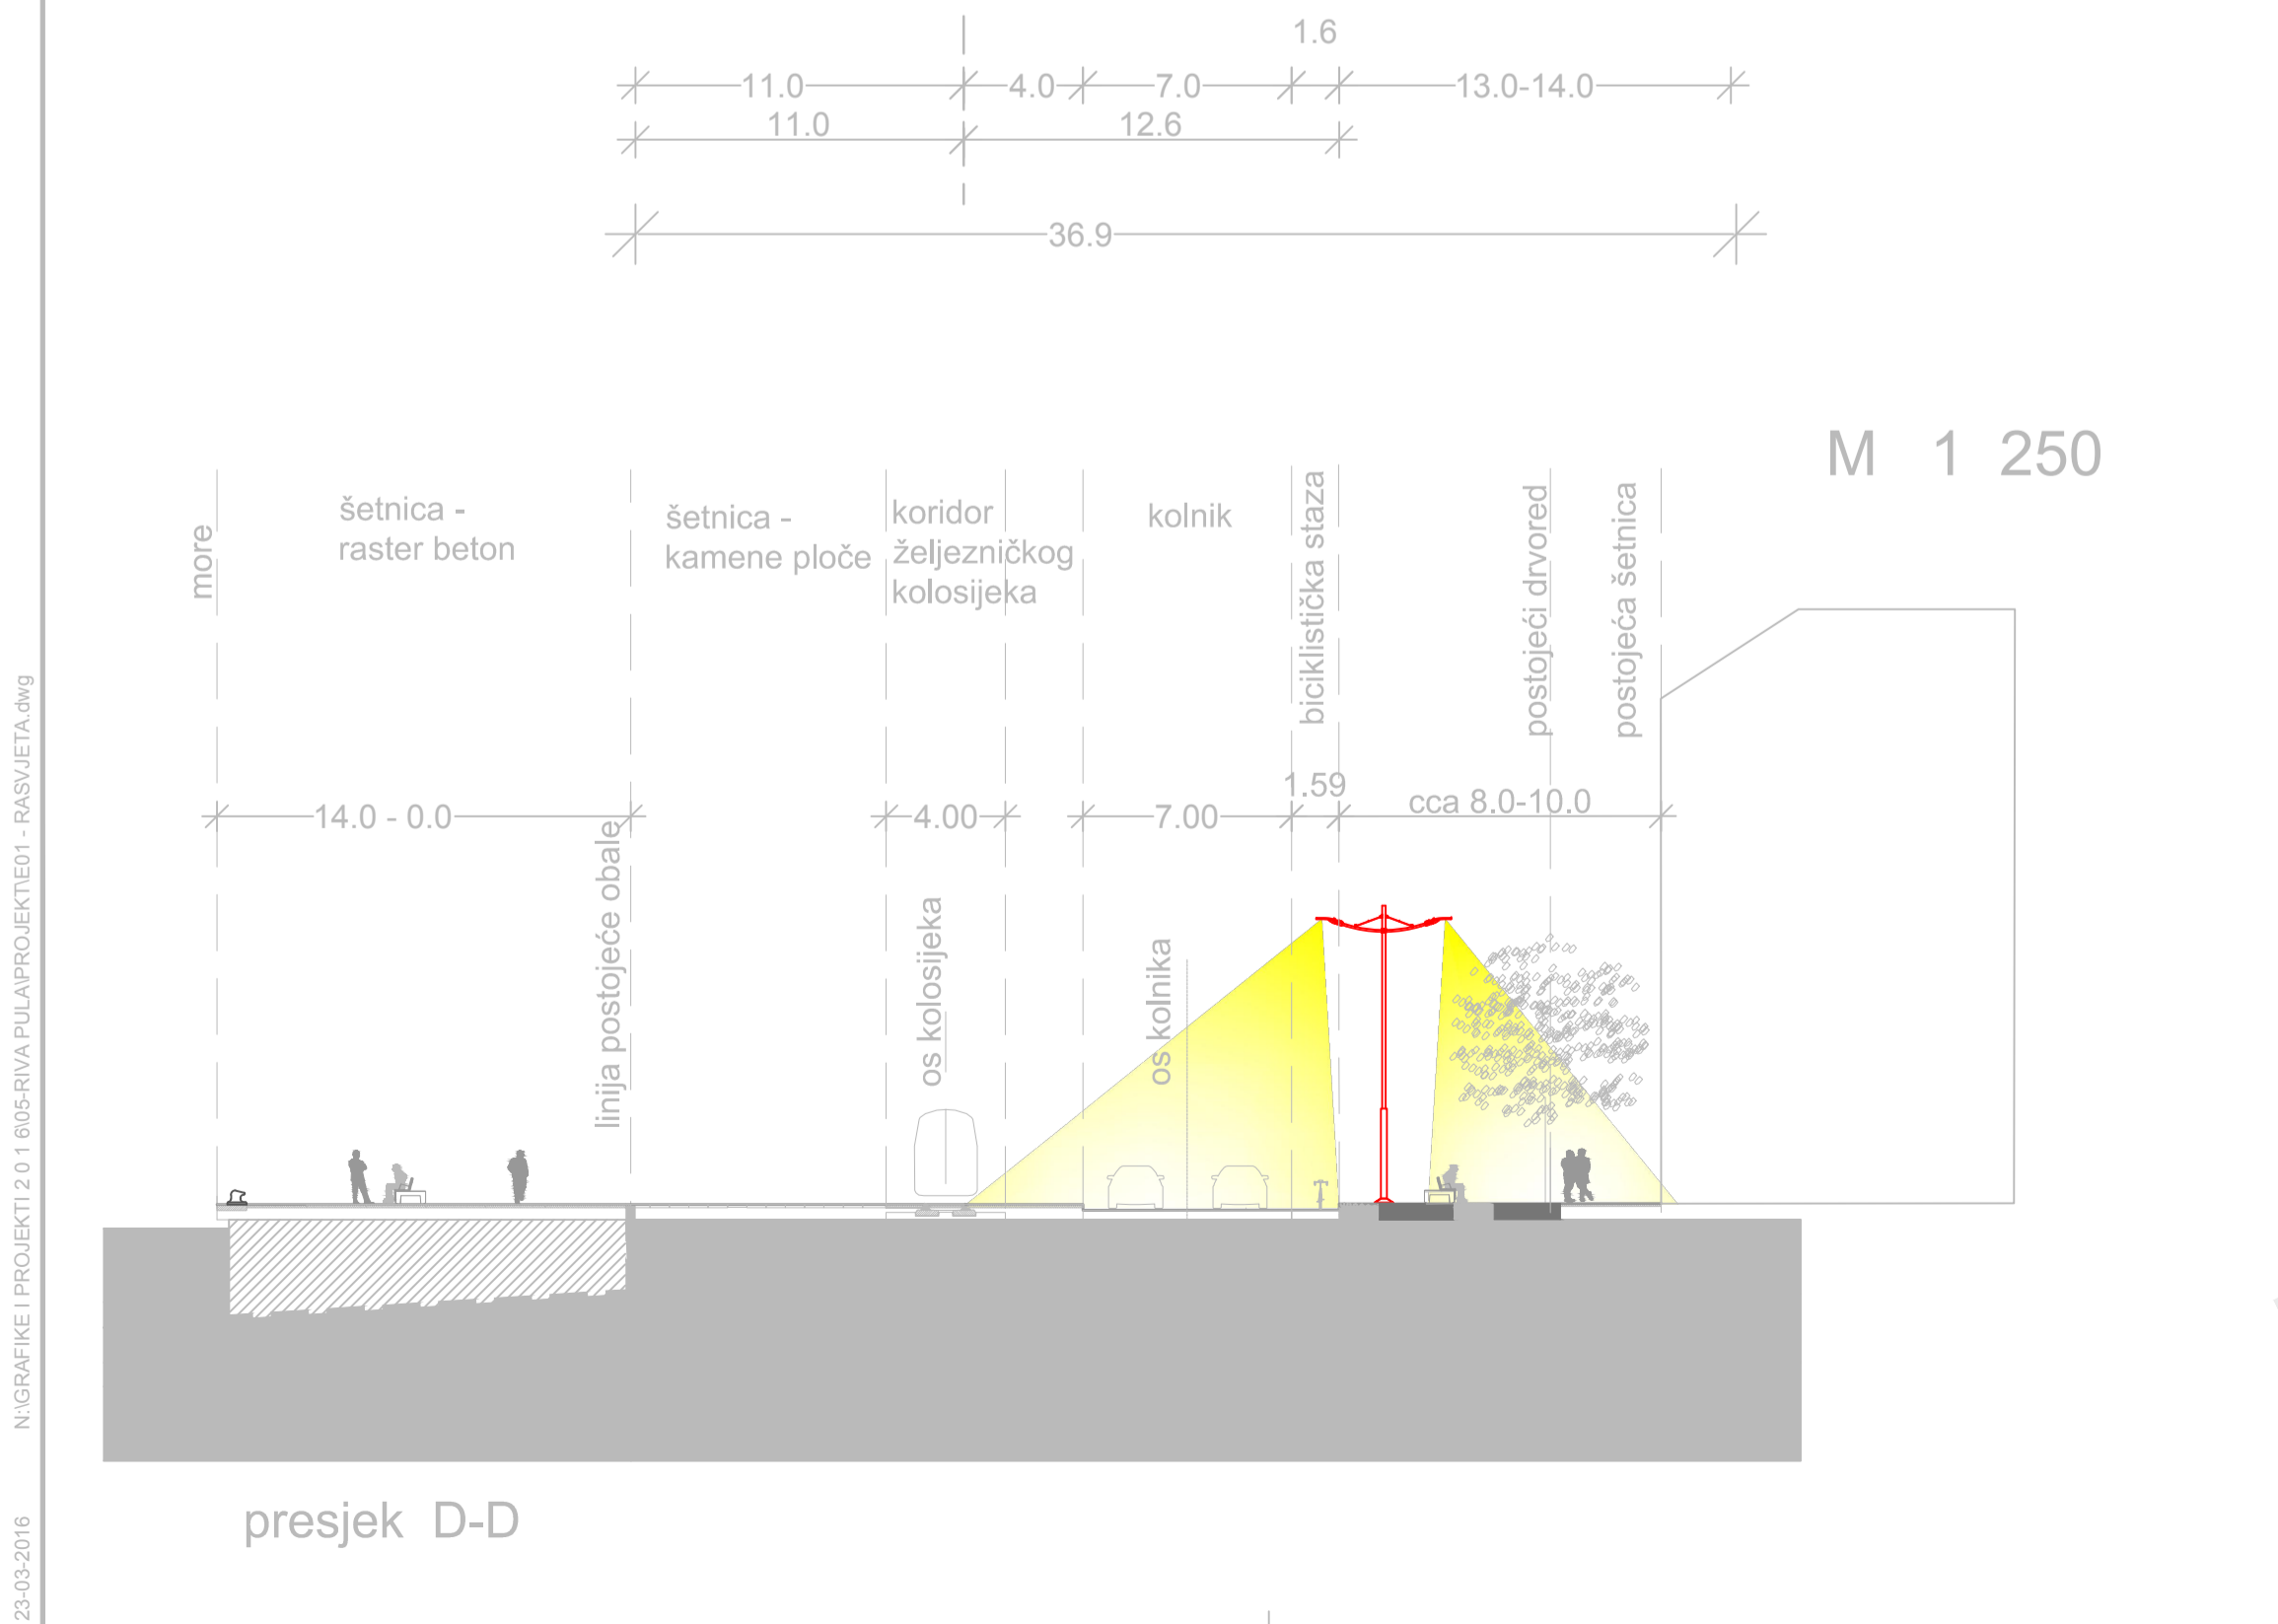 1.6
11.0
4.0
7.0
13.0-14.0
11.0
12.6
36.9
M 1 250
more
šetnica -
raster beton
šetnica -
kamene ploče
koridor
željezničkog
kolosijeka
kolnik
biciklistička staza
postojeći drvored
postojeća šetnica
14.0 - 0.0
4.00
7.00
1.59
cca 8.0-10.0
linija postojeće obale
os kolosijeka
os kolnika
presjek D-D
N:\GRAFIKE I PROJEKTI 2 0 1 6\05-RIVA PULA\PROJEKT\E01 - RASVJETA.dwg
23-03-2016